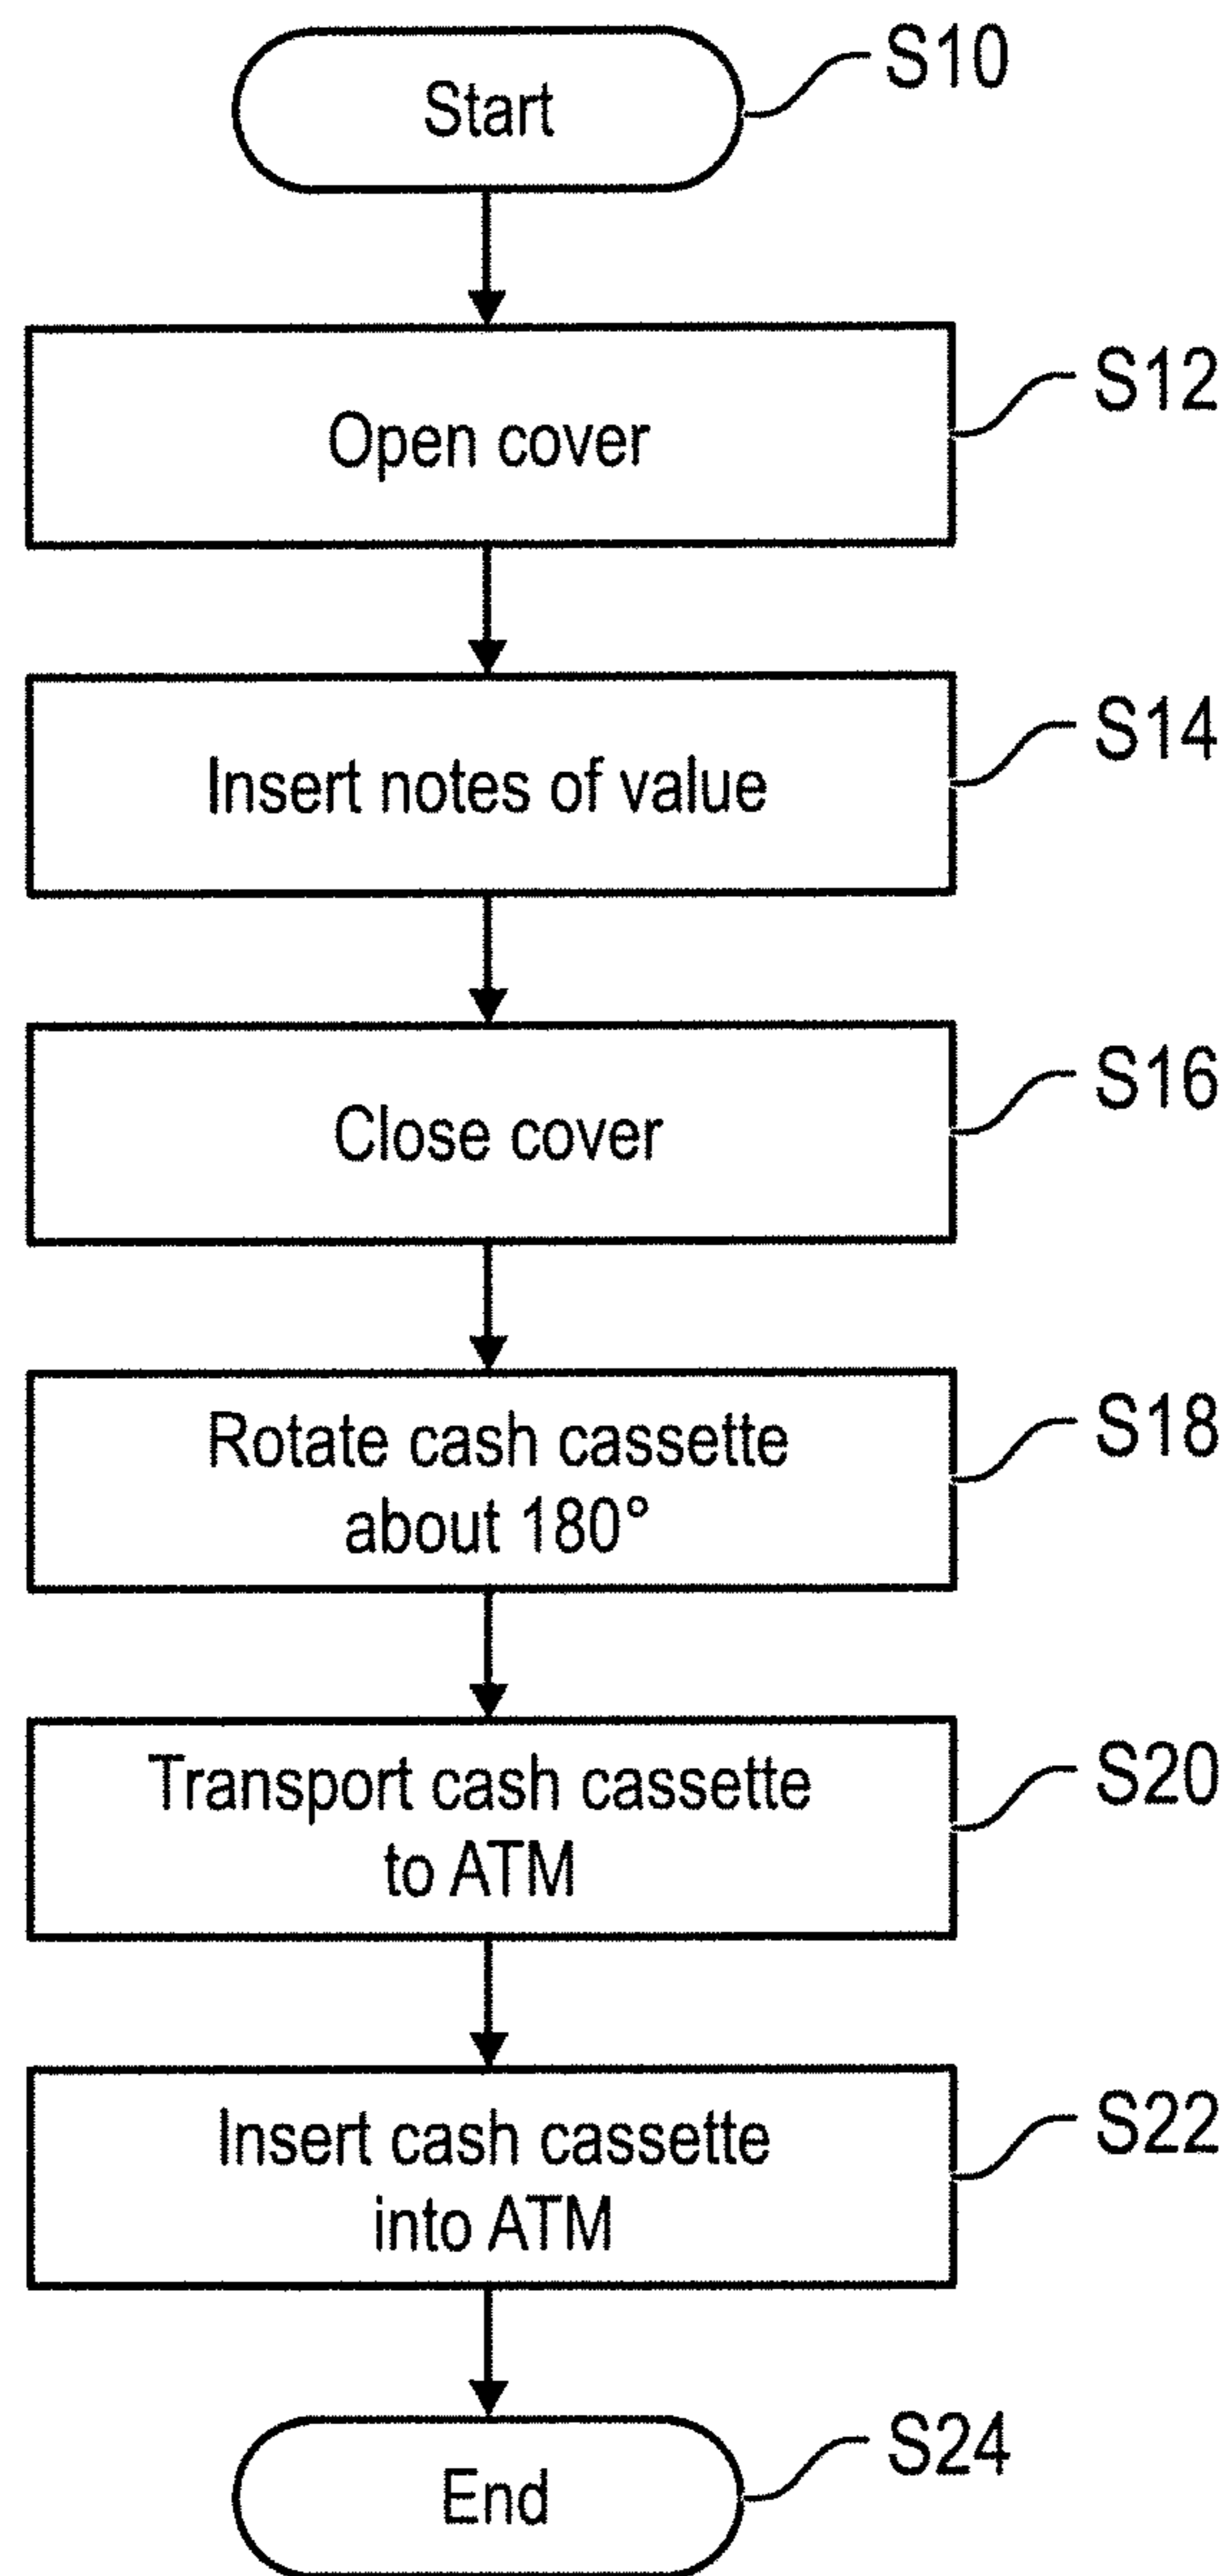 Start
S10
Open cover
S12
Insert notes of value
S14
Close cover
S16
Rotate cash cassette
about 180°
S18
Transport cash cassette
to ATM
S20
Insert cash cassette
into ATM
S22
End
S24